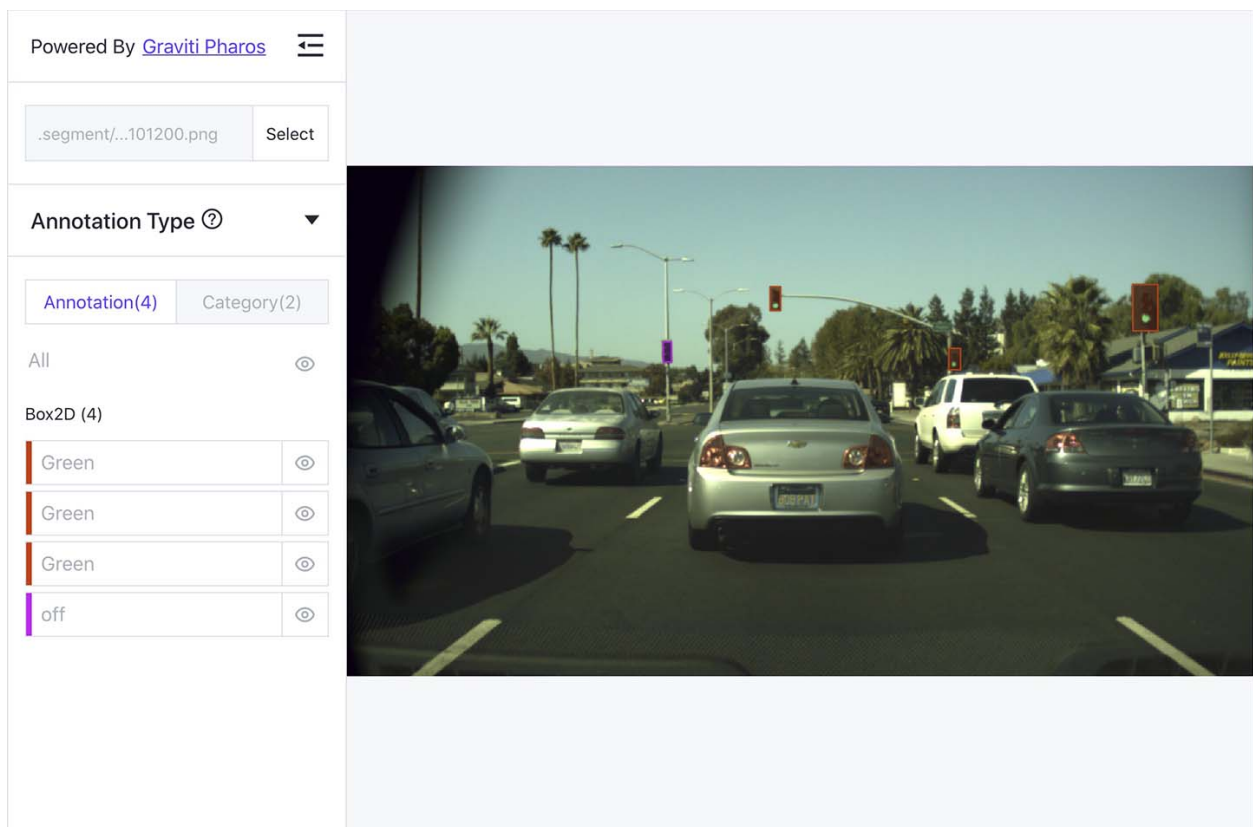 Powered By Graviti Pharos
.segment/...101200.png Select
Annotation Type ?
Annotation(4) Category(2)
All
Box2D (4)
Green
Green
Green
off